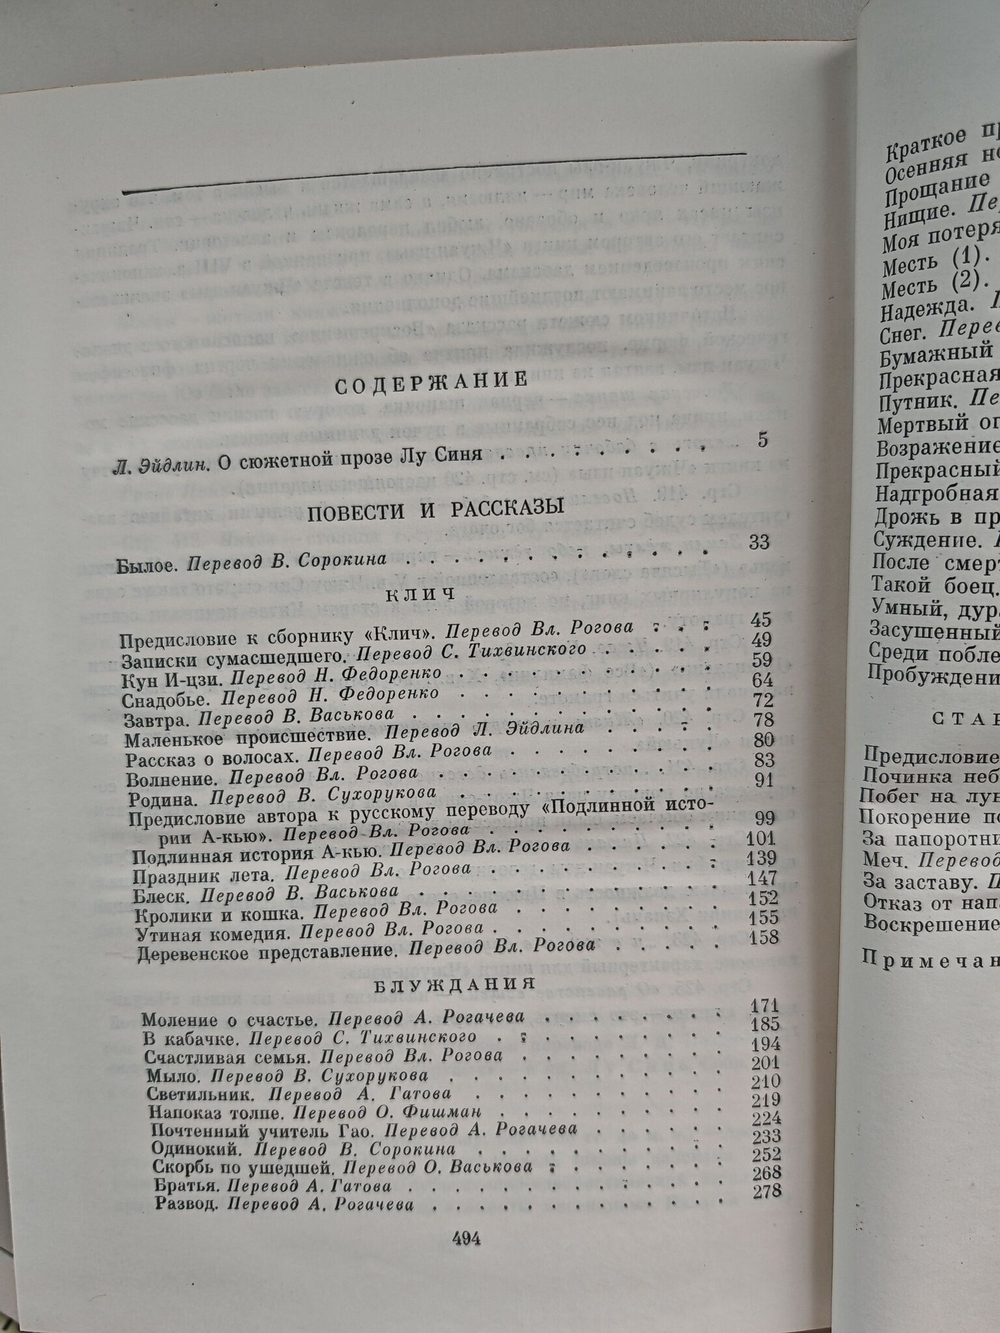 СОДЕРЖАНИЕ
Л. Эйдлин. О сюжетной прозе Лу Синя . . . . . . . . . 5
ПОВЕСТИ И РАССКАЗЫ
Былое. Перевод В. Сорокина . . . . . . . . . . . . 33
КЛИЧ
Предисловие к сборнику «Клич». Перевод Вл. Рогова . . . 45
Записки сумасшедшего. Перевод С. Тихвинского . . . . . 49
Кун И-цзи. Перевод Н. Федоренко . . . . . . . . . . 59
Снадобье. Перевод Н. Федоренко . . . . . . . . . . 64
Завтра. Перевод В. Васькова . . . . . . . . . . . . 72
Маленькое происшествие. Перевод Л. Эйдлина . . . . . 78
Рассказ о волосах. Перевод Вл. Рогова . . . . . . . . 80
Волнение. Перевод Вл. Рогова . . . . . . . . . . . 83
Родина. Перевод В. Сухорукова . . . . . . . . . . . 91
Предисловие автора к русскому переводу «Подлинной исто-
рии А-кью». Перевод Вл. Рогова . . . . . . . . . 99
Подлинная история А-кью. Перевод Вл. Рогова . . . . . . 101
Праздник лета. Перевод Вл. Рогова . . . . . . . . . 139
Блеск. Перевод В. Васькова . . . . . . . . . . . . 147
Кролики и кошка. Перевод Вл. Рогова . . . . . . . . 152
Утиная комедия. Перевод Вл. Рогова . . . . . . . . . 155
Деревенское представление. Перевод Вл. Рогова . . . . . 158
БЛУЖДАНИЯ
Моление о счастье. Перевод А. Рогачева . . . . . . . 171
В кабачке. Перевод С. Тихвинского . . . . . . . . . 185
Счастливая семья. Перевод Вл. Рогова . . . . . . . . 194
Мыло. Перевод В. Сухорукова . . . . . . . . . . . 201
Светильник. Перевод А. Гатова . . . . . . . . . . 210
Напоказ толпе. Перевод О. Фишман . . . . . . . . . 219
Почтенный учитель Гао. Перевод А. Рогачева . . . . . . 224
Одинокий. Перевод В. Сорокина . . . . . . . . . . 233
Скорбь по ушедшей. Перевод О. Васькова . . . . . . . 252
Братья. Перевод А. Гатова . . . . . . . . . . . . 268
Развод. Перевод А. Рогачева . . . . . . . . . . . . 278
494
Краткое
Осенняя
Прощание
Нищие.
Моя
Месть (1).
Месть (2).
Надежда.
Снег.
Бумажный
Прекрасная
Путник.
Мертвый
Возражение
Прекрасный
Надгробная
Дрожь в
Суждение.
После
Такой боец.
Умный,
Засушенный
Среди
Предисловие
Починка
Побег на
Покорение
За
Меч. Перевод
За заставу.
Отказ от
Воскрешение